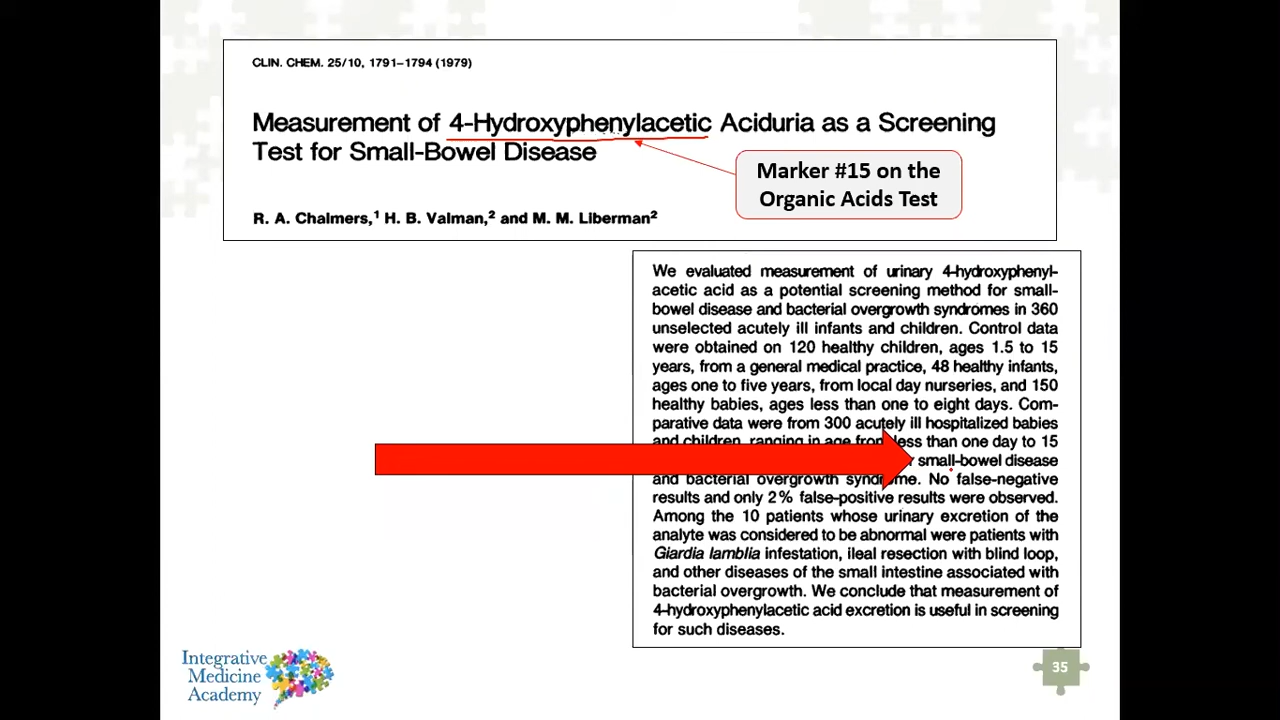 CLIN. CHEM. 25/10, 1791–1794 (1979)
Measurement of 4-Hydroxyphenylacetic Aciduria as a Screening
Test for Small-Bowel Disease
Marker #15 on the
Organic Acids Test
R. A. Chalmers,¹ H. B. Valman,² and M. M. Liberman²
We evaluated measurement of urinary 4-hydroxyphenyl-
acetic acid as a potential screening method for small-
bowel disease and bacterial overgrowth syndromes in 360
unselected acutely ill infants and children. Control data
were obtained on 120 healthy children, ages 1.5 to 15
years, from a general medical practice, 48 healthy infants,
ages one to five years, from local day nurseries, and 150
healthy babies, ages less than one to eight days. Com-
parative data were from 300 acutely ill hospitalized babies
and children, ranging in age from less than one day to 15
small-bowel disease
and bacterial overgrowth syndrome. No false-negative
results and only 2% false-positive results were observed.
Among the 10 patients whose urinary excretion of the
analyte was considered to be abnormal were patients with
Giardia lamblia infestation, ileal resection with blind loop,
and other diseases of the small intestine associated with
bacterial overgrowth. We conclude that measurement of
4-hydroxyphenylacetic acid excretion is useful in screening
for such diseases.
Integrative
Medicine
Academy
35